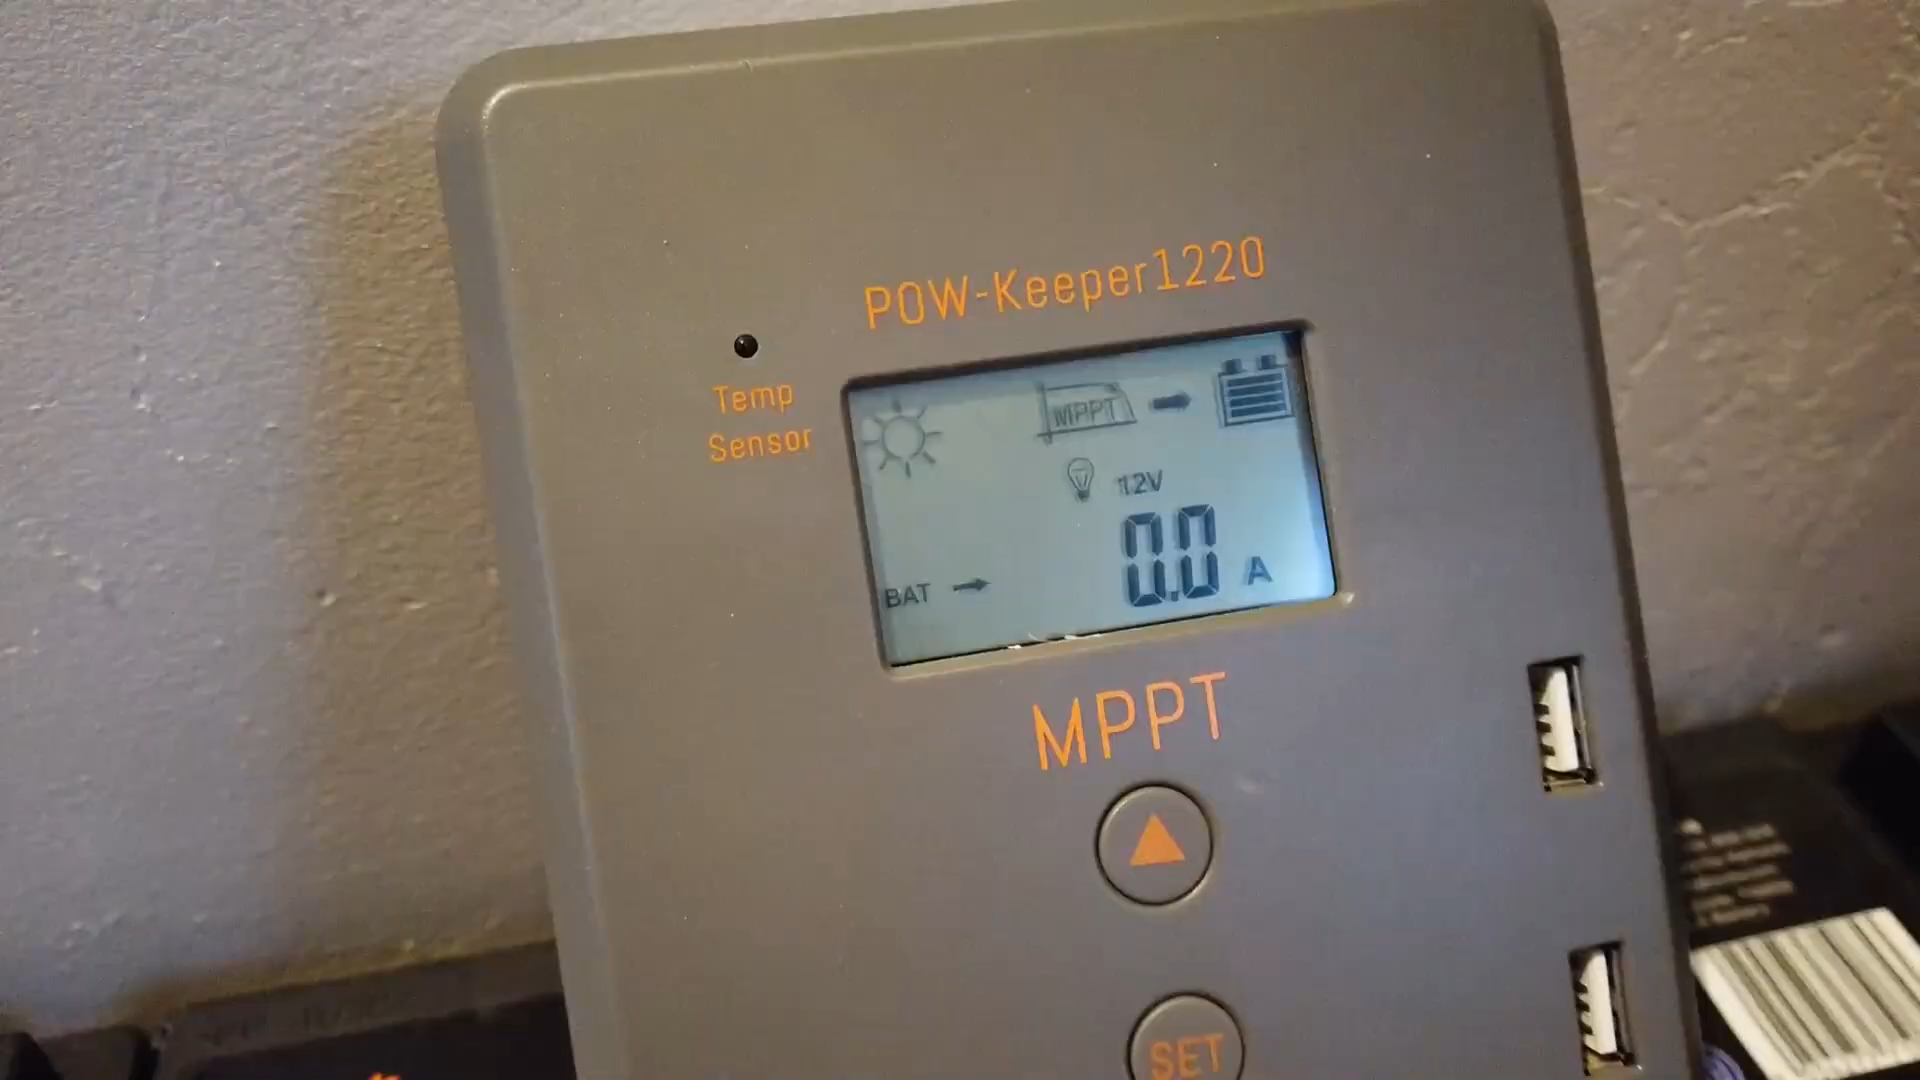 POW-Keeper1220
Temp
Sensor
MPPT
12V
BAT
0.0 A
MPPT
SET